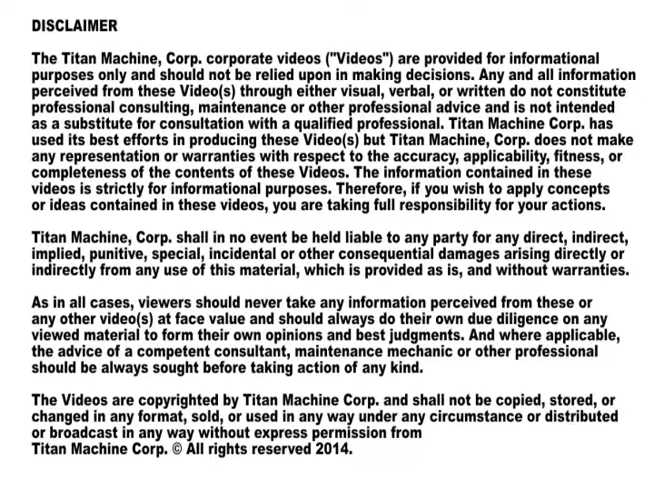 DISCLAIMER
The Titan Machine, Corp. corporate videos ("Videos") are provided for informational
purposes only and should not be relied upon in making decisions. Any and all information
perceived from these Video(s) through either visual, verbal, or written do not constitute
professional consulting, maintenance or other professional advice and is not intended
as a substitute for consultation with a qualified professional. Titan Machine Corp. has
used its best efforts in producing these Video(s) but Titan Machine, Corp. does not make
any representation or warranties with respect to the accuracy, applicability, fitness, or
completeness of the contents of these Videos. The information contained in these
videos is strictly for informational purposes. Therefore, if you wish to apply concepts
or ideas contained in these videos, you are taking full responsibility for your actions.
Titan Machine, Corp. shall in no event be held liable to any party for any direct, indirect,
implied, punitive, special, incidental or other consequential damages arising directly or
indirectly from any use of this material, which is provided as is, and without warranties.
As in all cases, viewers should never take any information perceived from these or
any other video(s) at face value and should always do their own due diligence on any
viewed material to form their own opinions and best judgments. And where applicable,
the advice of a competent consultant, maintenance mechanic or other professional
should be always sought before taking action of any kind.
The Videos are copyrighted by Titan Machine Corp. and shall not be copied, stored, or
changed in any format, sold, or used in any way under any circumstance or distributed
or broadcast in any way without express permission from
Titan Machine Corp. © All rights reserved 2014.